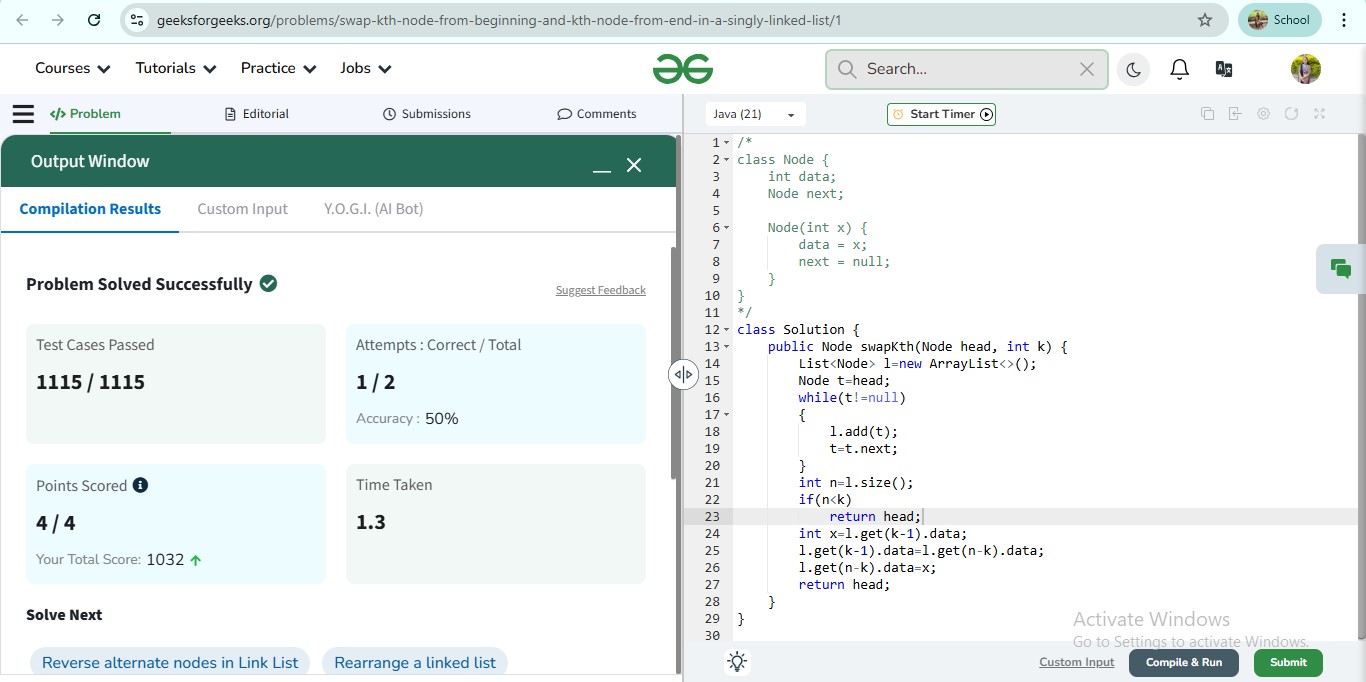 geeksforgeeks.org/problems/swap-kth-node-from-beginning-and-kth-node-from-end-in-a-singly-linked-list/1
School
Courses Tutorials Practice Jobs
Search...
Problem Editorial Submissions Comments
Java (21)
Start Timer
Output Window
Compilation Results Custom Input Y.O.G.I. (AI Bot)
Problem Solved Successfully
Suggest Feedback
Test Cases Passed
1115 / 1115
Attempts : Correct / Total
1 / 2
Accuracy : 50%
Points Scored
4 / 4
Your Total Score: 1032
Time Taken
1.3
Solve Next
Reverse alternate nodes in Link List
Rearrange a linked list
1 /*
2 class Node {
3     int data;
4     Node next;
5
6     Node(int x) {
7         data = x;
8         next = null;
9     }
10 }
11 */
12 class Solution {
13     public Node swapKth(Node head, int k) {
14         List<Node> l=new ArrayList<>();
15         Node t=head;
16         while(t!=null)
17         {
18             l.add(t);
19             t=t.next;
20         }
21         int n=l.size();
22         if(n<k)
23             return head;
24         int x=l.get(k-1).data;
25         l.get(k-1).data=l.get(n-k).data;
26         l.get(n-k).data=x;
27         return head;
28     }
29 }
30
Activate Windows
Go to Settings to activate Windows.
Custom Input
Compile & Run
Submit